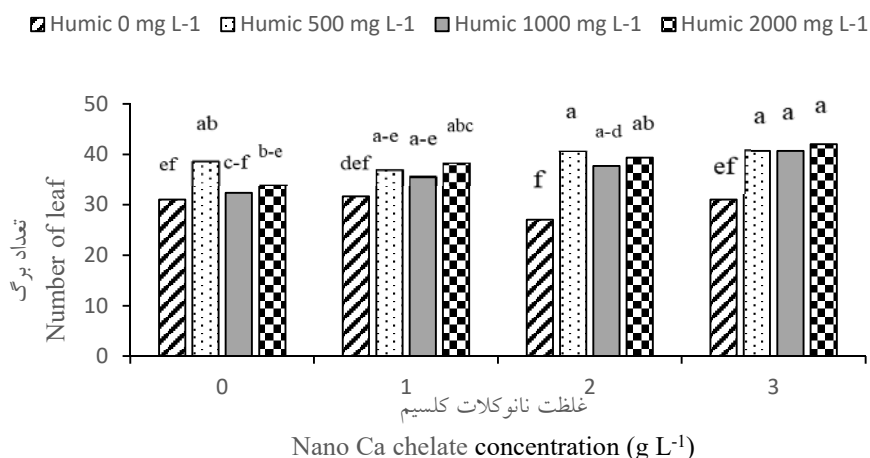 Humic 0 mg L-1 Humic 500 mg L-1 Humic 1000 mg L-1 Humic 2000 mg L-1
50
40
30
20
10
0
تعداد برگ
Number of leaf
ef ab c-f b-e
def a-e a-e abc
f a a-d ab
ef a a a
0 1 2 3
غلظت نانوکلات کلسیم
Nano Ca chelate concentration (g L-1)